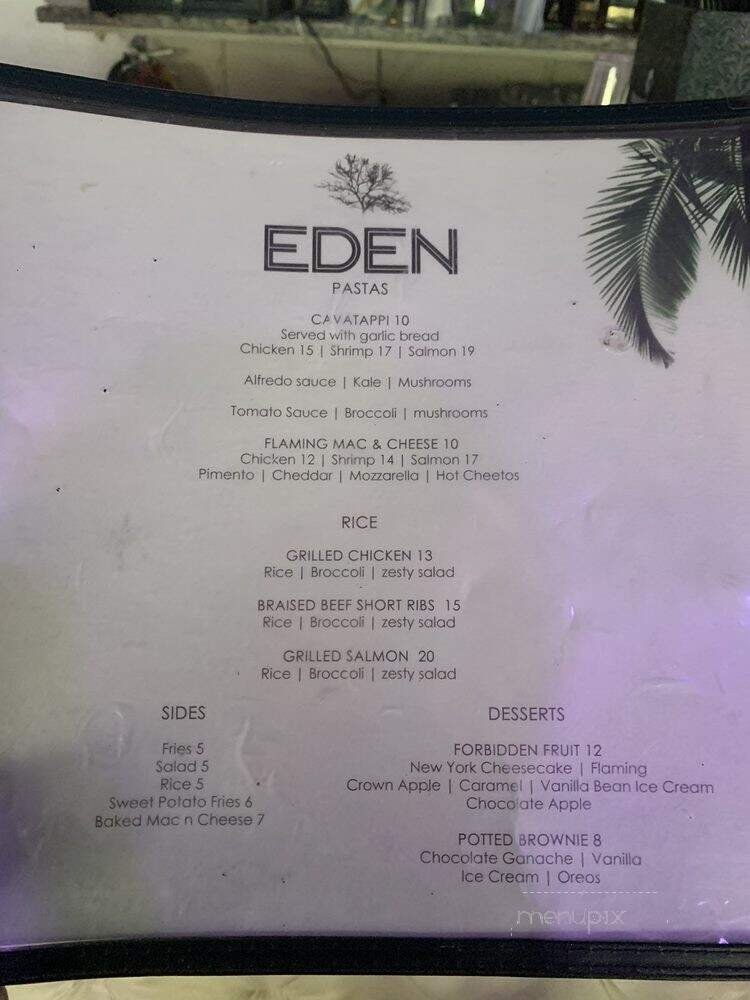 EDEN
PASTAS
CAVATAPPI 10
Served with garlic bread
Chicken 15 | Shrimp 17 | Salmon 19
Alfredo sauce | Kale | Mushrooms
Tomato Sauce | Broccoli | mushrooms
FLAMING MAC & CHEESE 10
Chicken 12 | Shrimp 14 | Salmon 17
Pimento | Cheddar | Mozzarella | Hot Cheetos
RICE
GRILLED CHICKEN 13
Rice | Broccoli | zesty salad
BRAISED BEEF SHORT RIBS 15
Rice | Broccoli | zesty salad
GRILLED SALMON 20
Rice | Broccoli | zesty salad
SIDES
Fries 5
Salad 5
Rice 5
Sweet Potato Fries 6
Baked Mac n Cheese 7
DESSERTS
FORBIDDEN FRUIT 12
New York Cheesecake | Flaming
Crown Apple | Caramel | Vanilla Bean Ice Cream
Chocolate Apple
POTTED BROWNIE 8
Chocolate Ganache | Vanilla
Ice Cream | Oreos
menupix